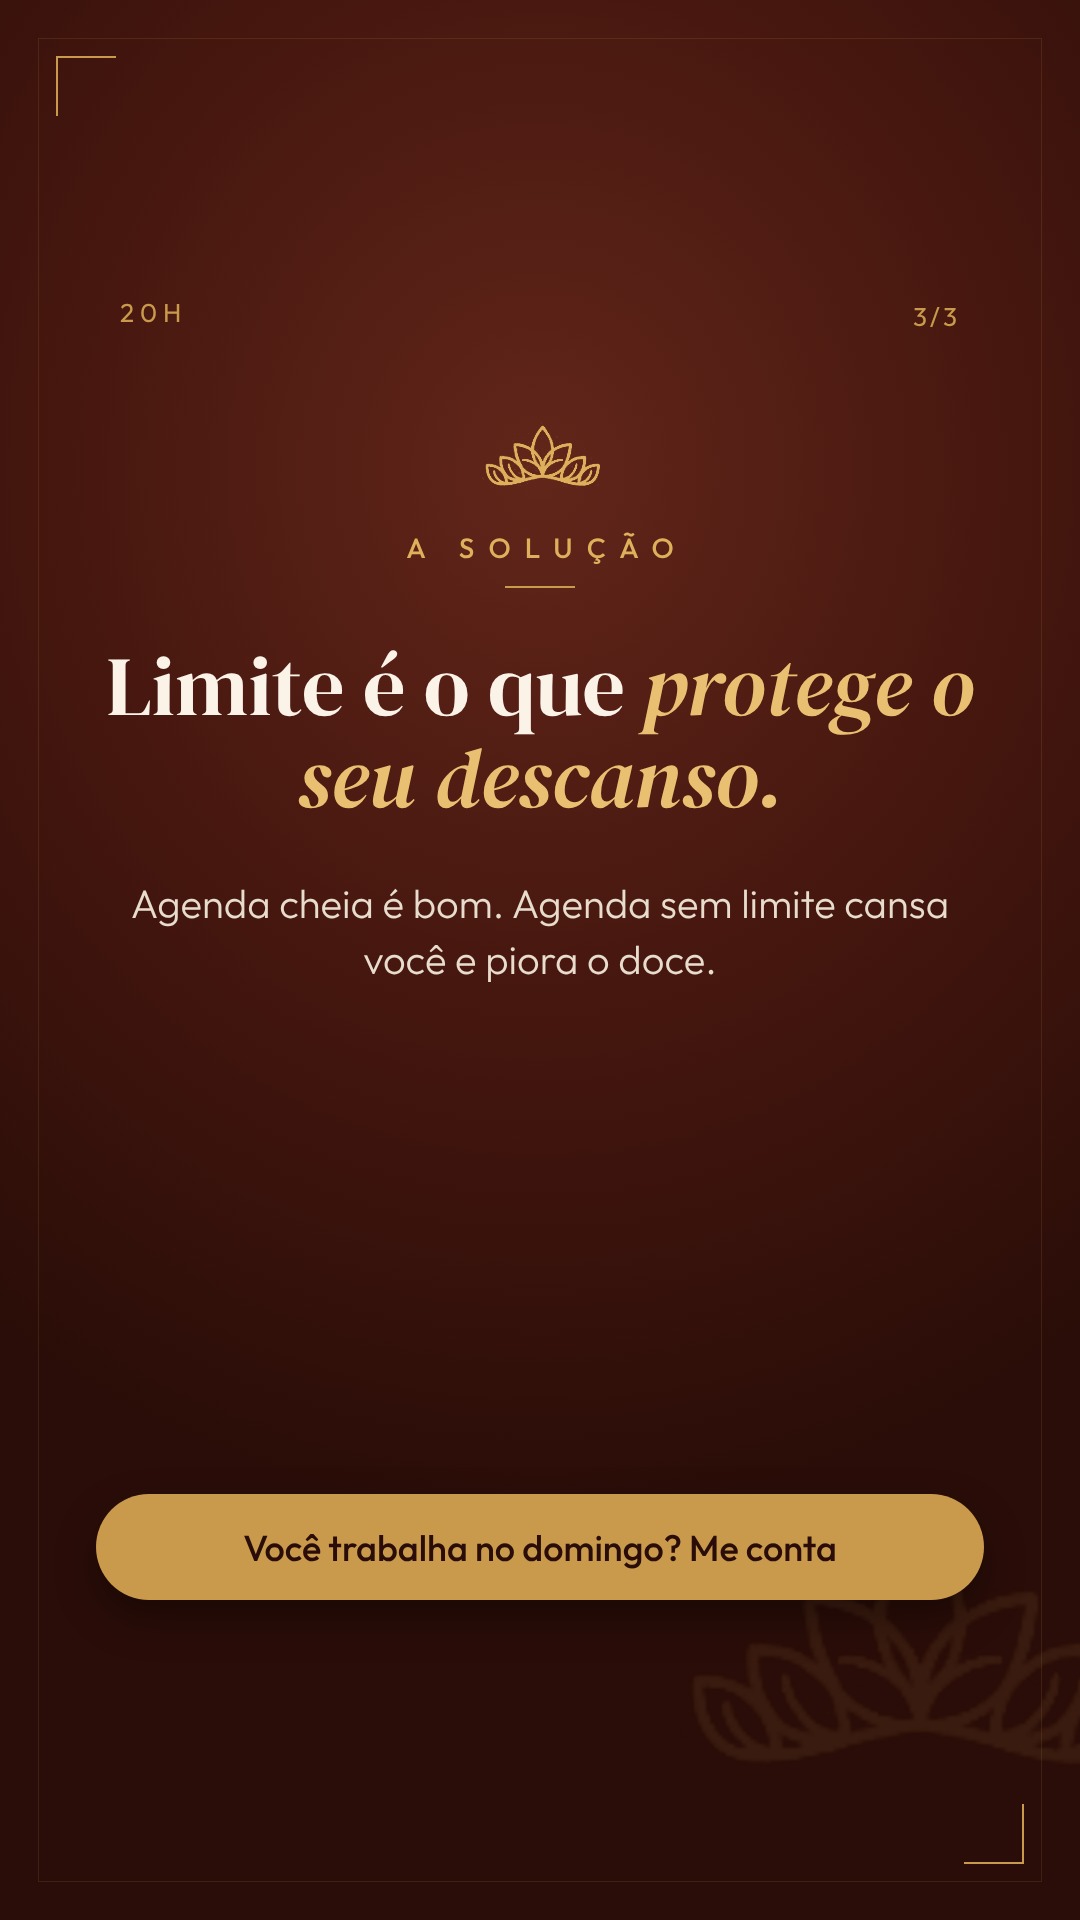 20H
3/3
A SOLUÇÃO
Limite é o que protege o
seu descanso.
Agenda cheia é bom. Agenda sem limite cansa
você e piora o doce.
Você trabalha no domingo? Me conta